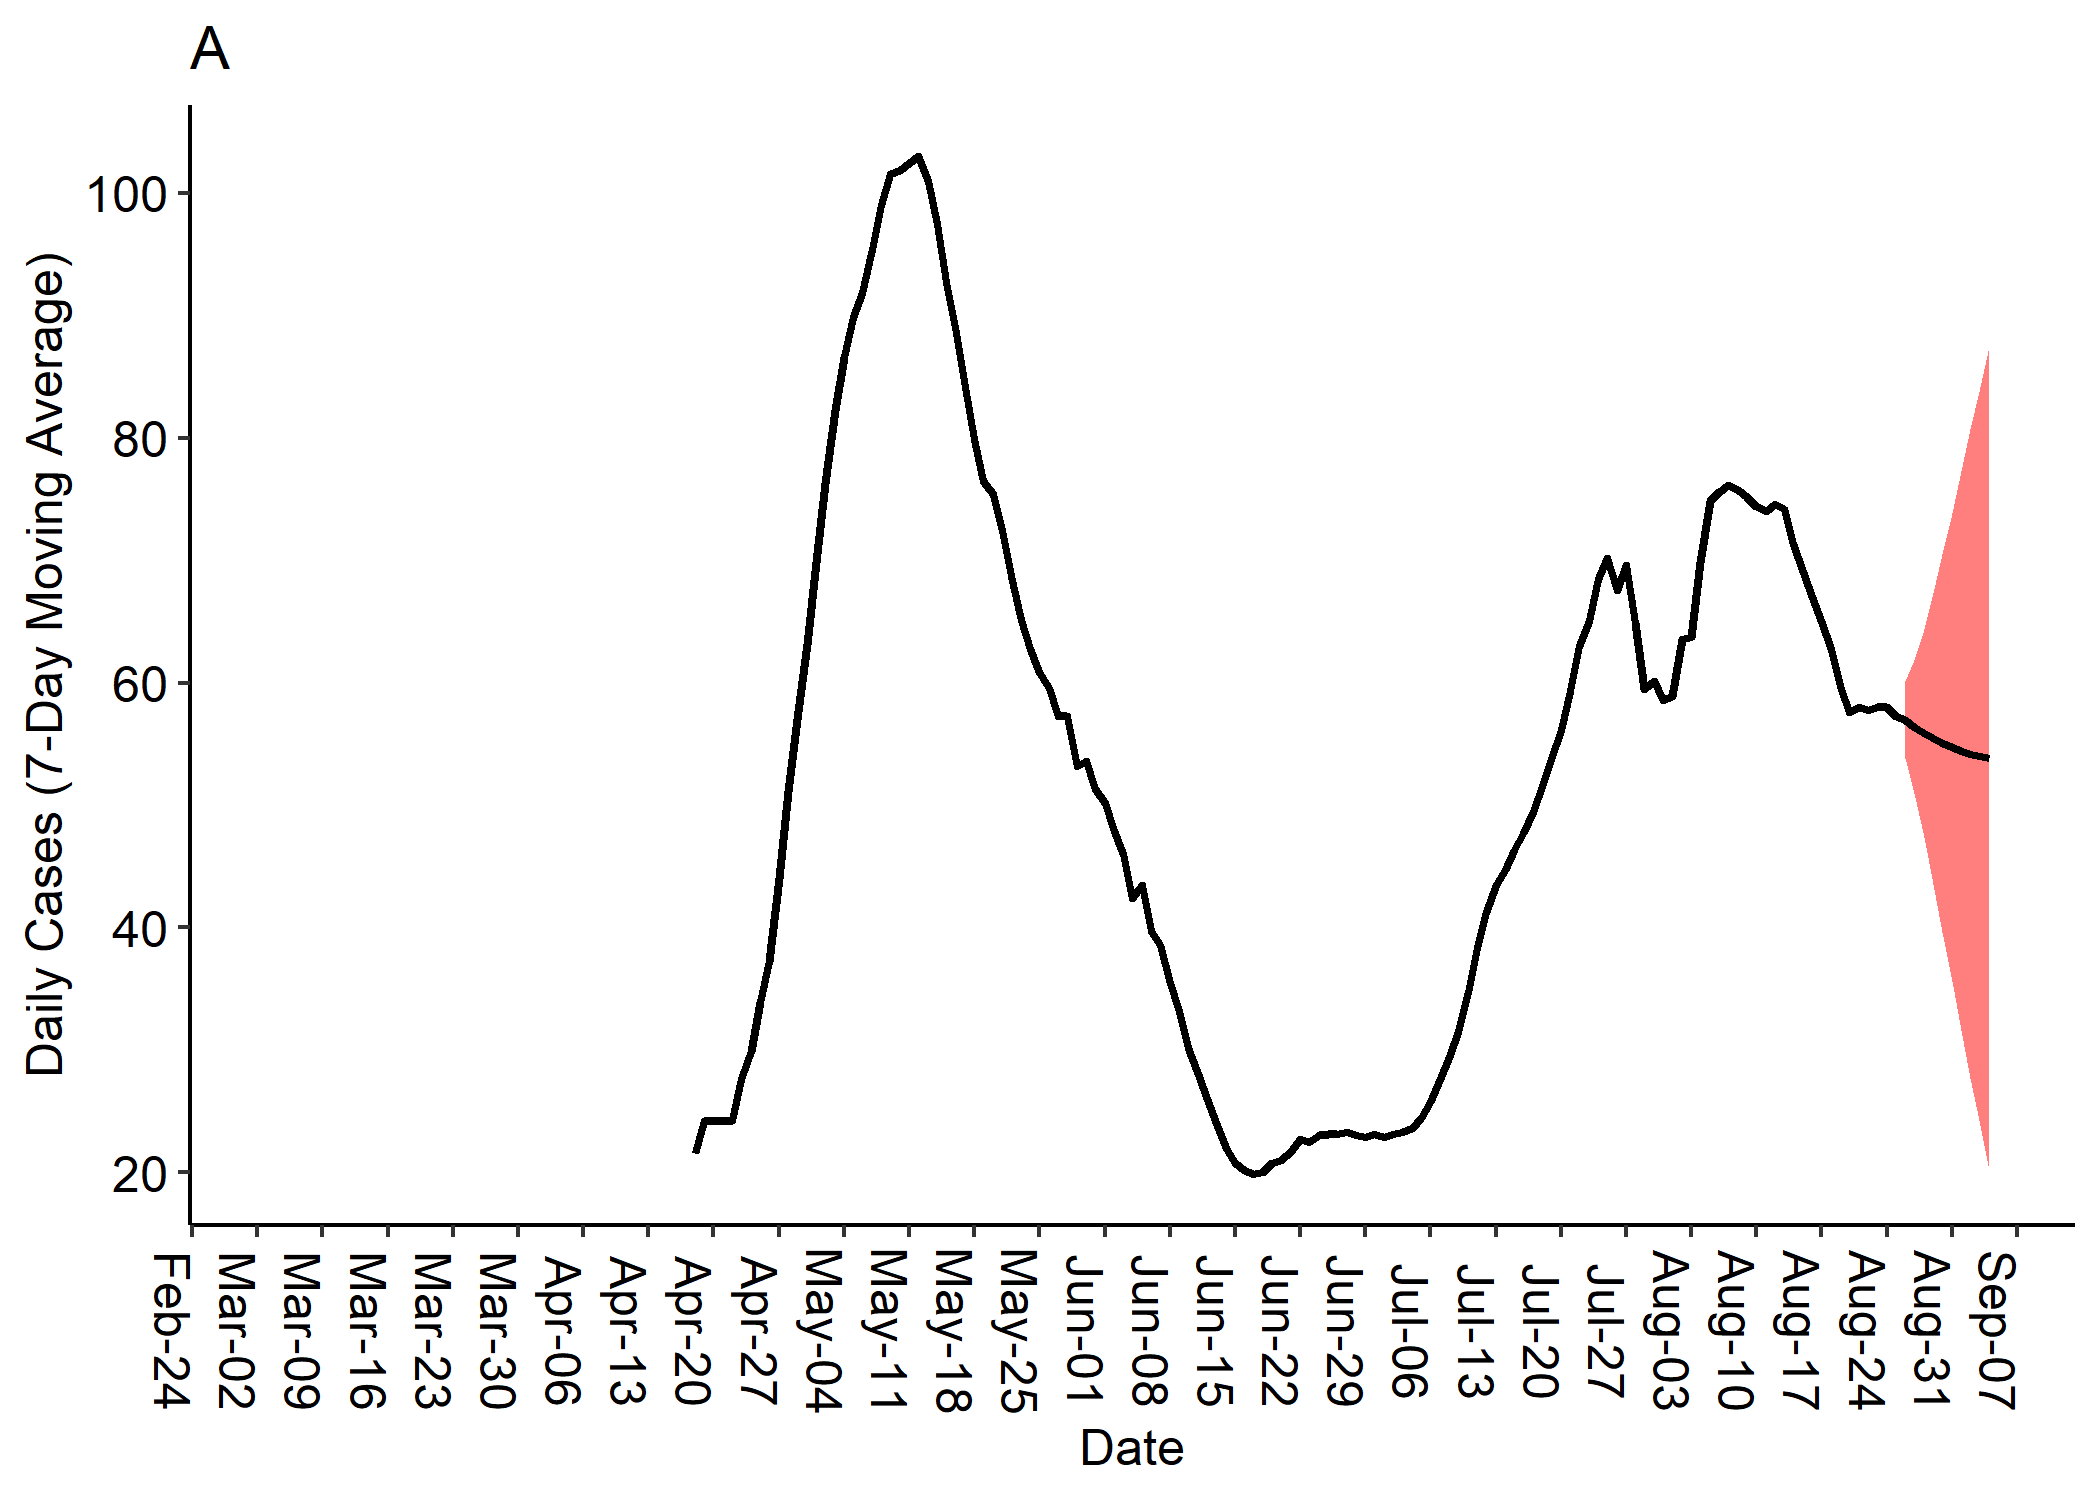 A
Daily Cases (7-Day Moving Average)
100
80
60
40
20
Feb-24
Mar-02
Mar-09
Mar-16
Mar-23
Mar-30
Apr-06
Apr-13
Apr-20
Apr-27
May-04
May-11
May-18
May-25
Jun-01
Jun-08
Jun-15
Jun-22
Jun-29
Jul-06
Jul-13
Jul-20
Jul-27
Aug-03
Aug-10
Aug-17
Aug-24
Aug-31
Sep-07
Date